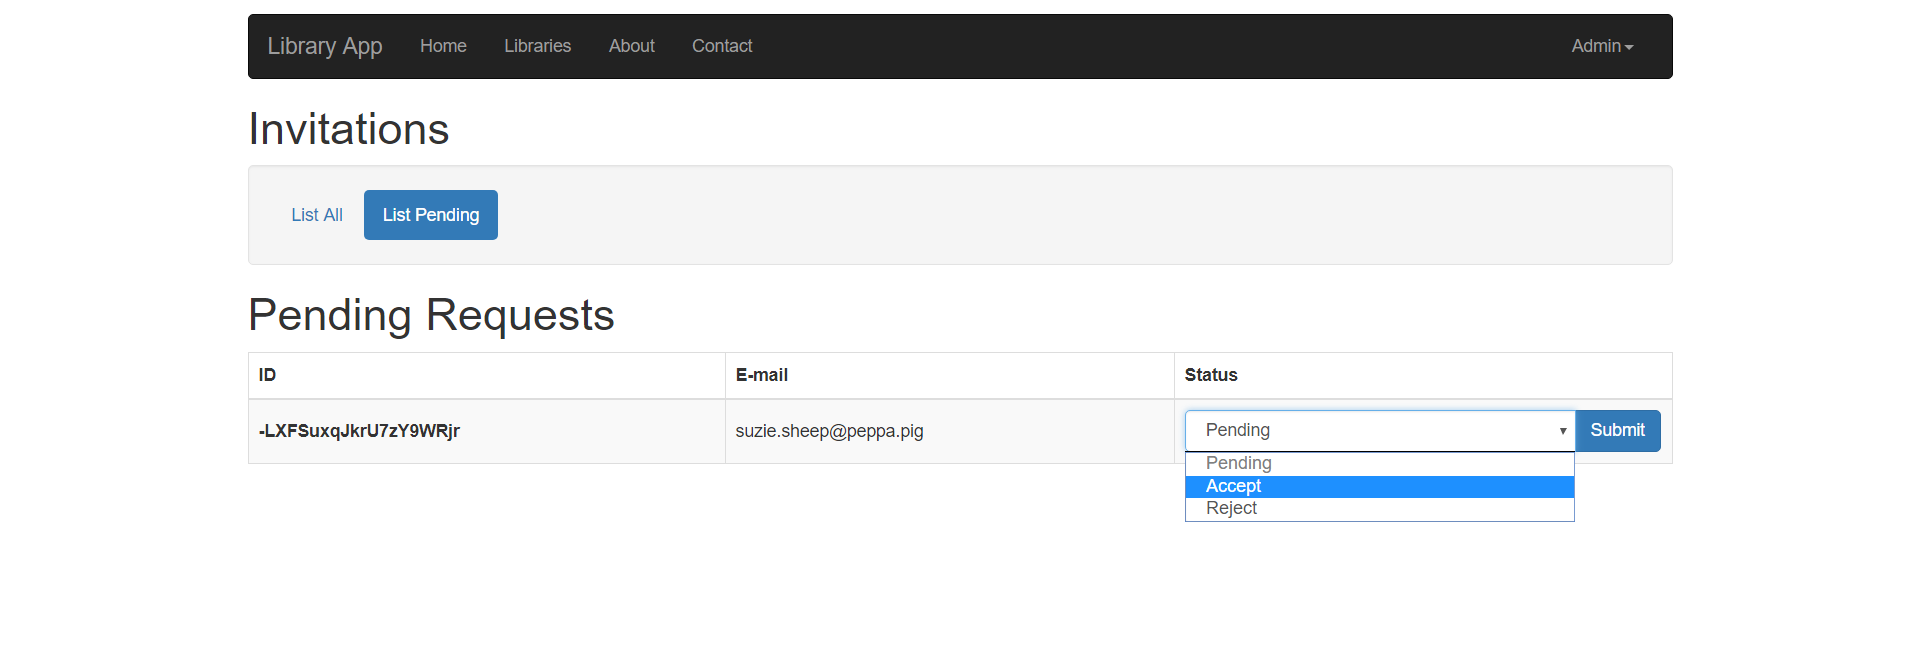 Library App Home Libraries About Contact Admin
Invitations
List All List Pending
Pending Requests
ID E-mail Status
-LXFSuxqJkrU7zY9WRjr suzie.sheep@peppa.pig Pending Submit
Pending
Accept
Reject